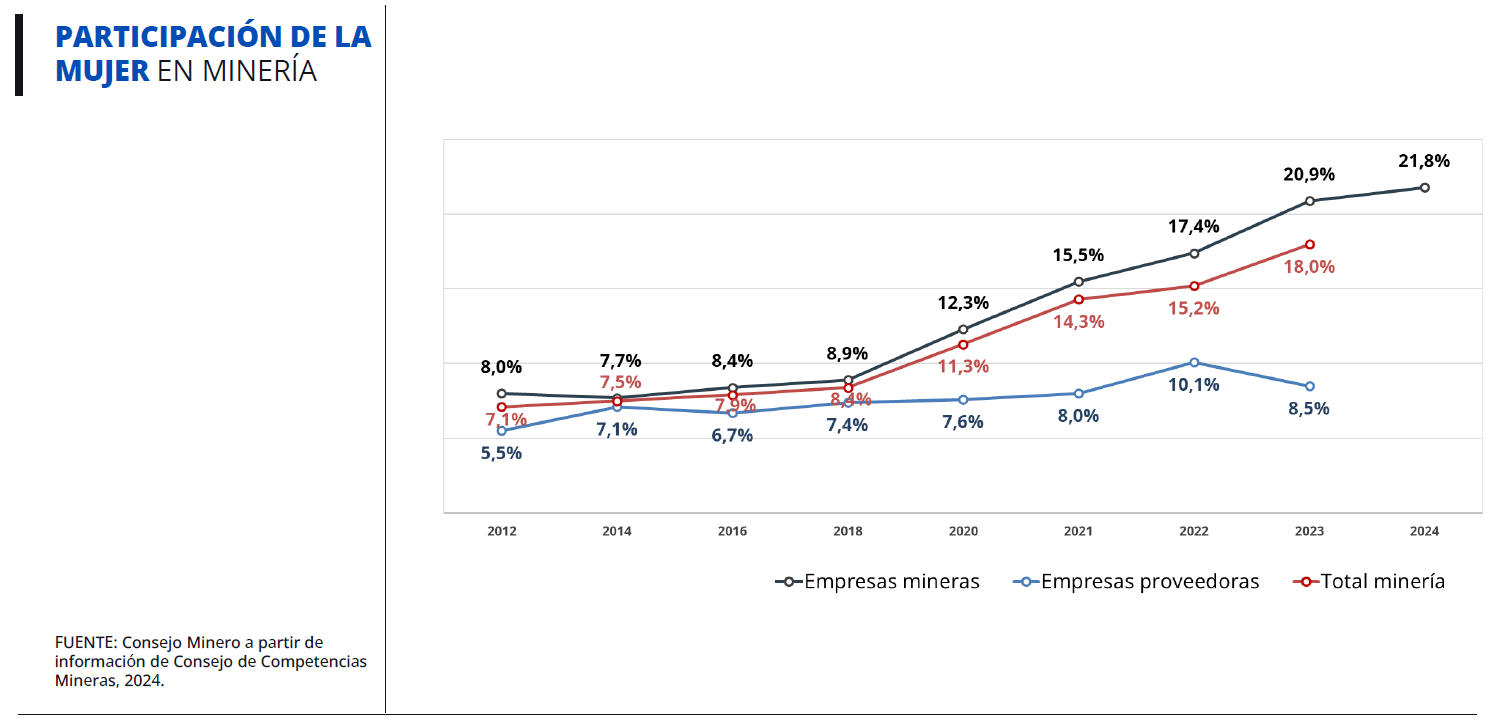 PARTICIPACIÓN DE LA
MUJER EN MINERÍA
21,8%
20,9%
17,4%
15,5%
12,3%
8,0% 7,7% 8,4% 8,9%
18,0%
15,2%
14,3%
11,3%
7,1% 7,5% 7,9% 8,4%
5,5% 7,1% 6,7% 7,4% 7,6% 8,0% 10,1% 8,5%
2012 2014 2016 2018 2020 2021 2022 2023 2024
Empresas mineras Empresas proveedoras Total minería
FUENTE: Consejo Minero a partir de
información de Consejo de Competencias
Mineras, 2024.